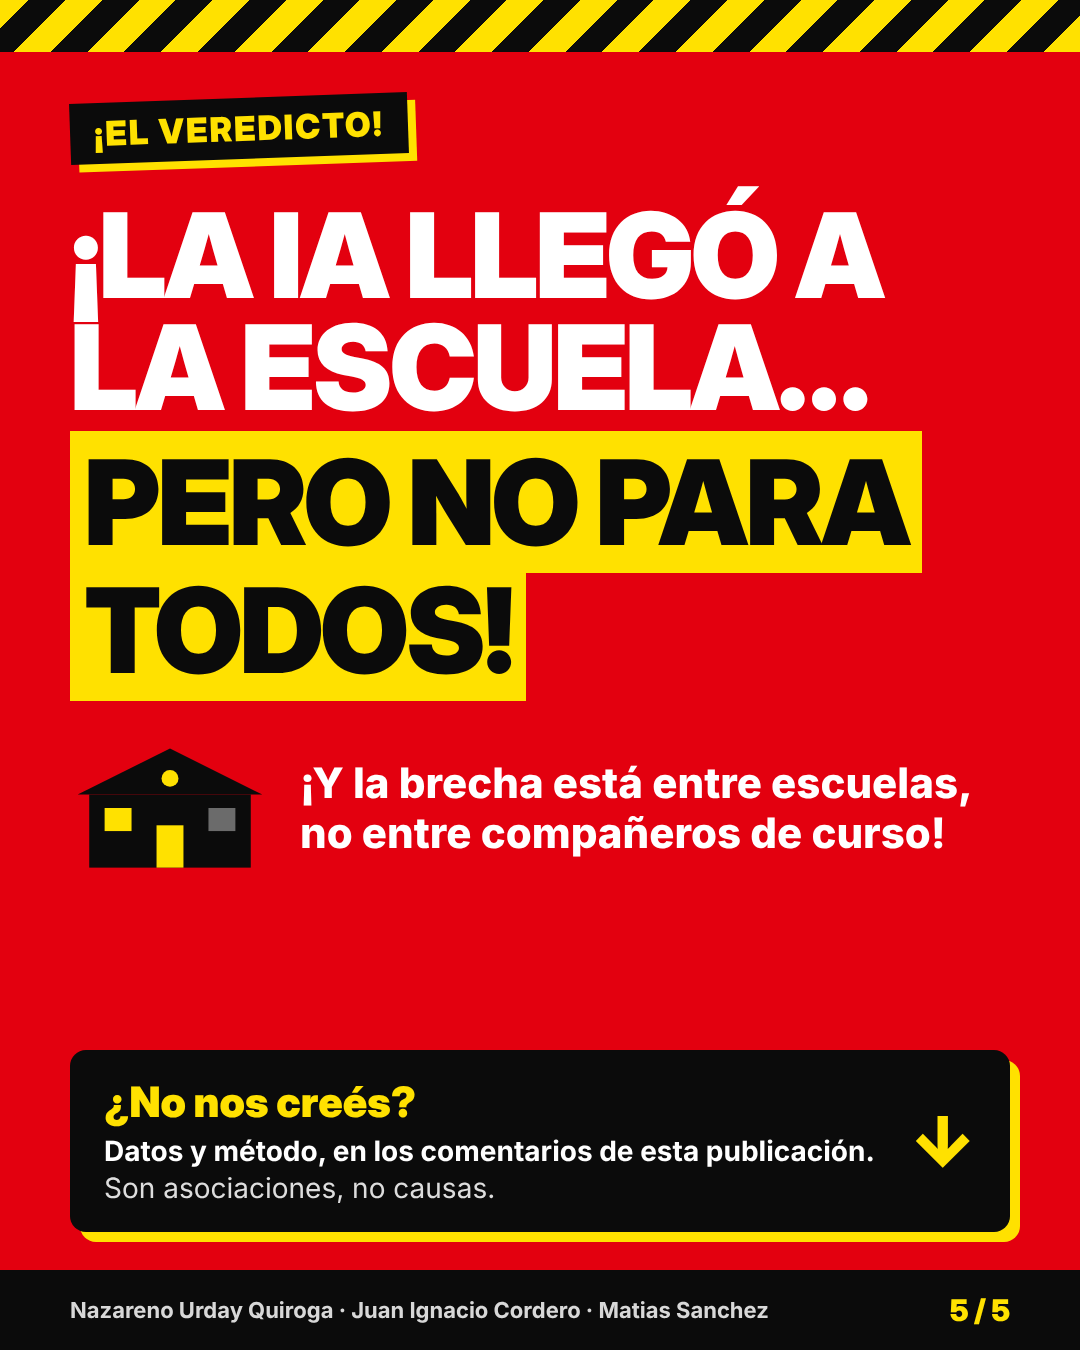 ¡EL VEREDICTO!
¡LA IA LLEGÓ A
LA ESCUELA...
PERO NO PARA
TODOS!
¡Y la brecha está entre escuelas,
no entre compañeros de curso!
¿No nos creés?
Datos y método, en los comentarios de esta publicación.
Son asociaciones, no causas.
Nazareno Urday Quiroga · Juan Ignacio Cordero · Matias Sanchez
5 / 5